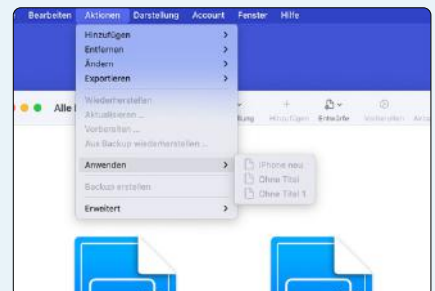 Bearbeiten Aktionen Darstellung Account Fenster Hilfe
Hinzufügen
Entfernen
Ändern
Exportieren
Wiederherstellen
Aktualisieren ...
Vorbereiten ...
Aus Backup wiederherstellen ...
Alle
Hinzufügen Entwürfe Vorbereiten
Anwenden
iPhone neu
Ohne Titel
Ohne Titel 1
Backup erstellen
Erweitert